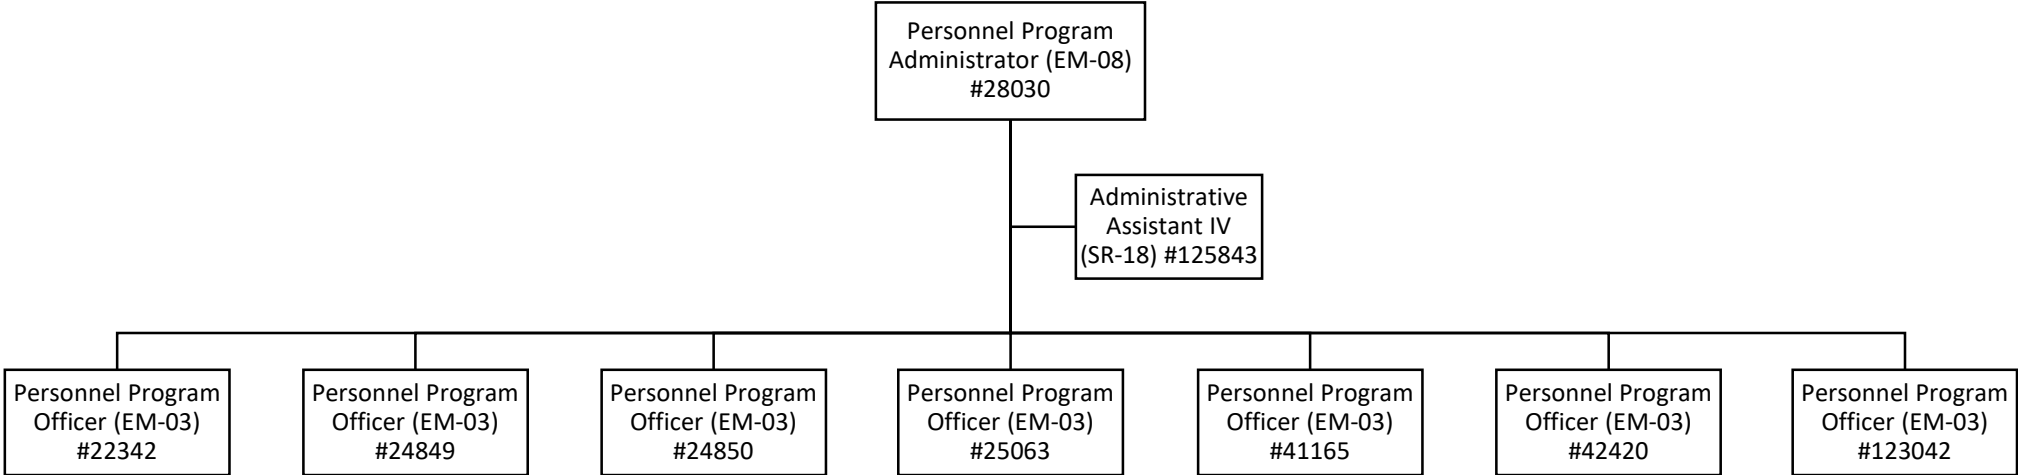 Personnel Program
Administrator (EM-08)
#28030
Administrative
Assistant IV
(SR-18) #125843
Personnel Program
Officer (EM-03)
#22342
Personnel Program
Officer (EM-03)
#24849
Personnel Program
Officer (EM-03)
#24850
Personnel Program
Officer (EM-03)
#25063
Personnel Program
Officer (EM-03)
#41165
Personnel Program
Officer (EM-03)
#42420
Personnel Program
Officer (EM-03)
#123042